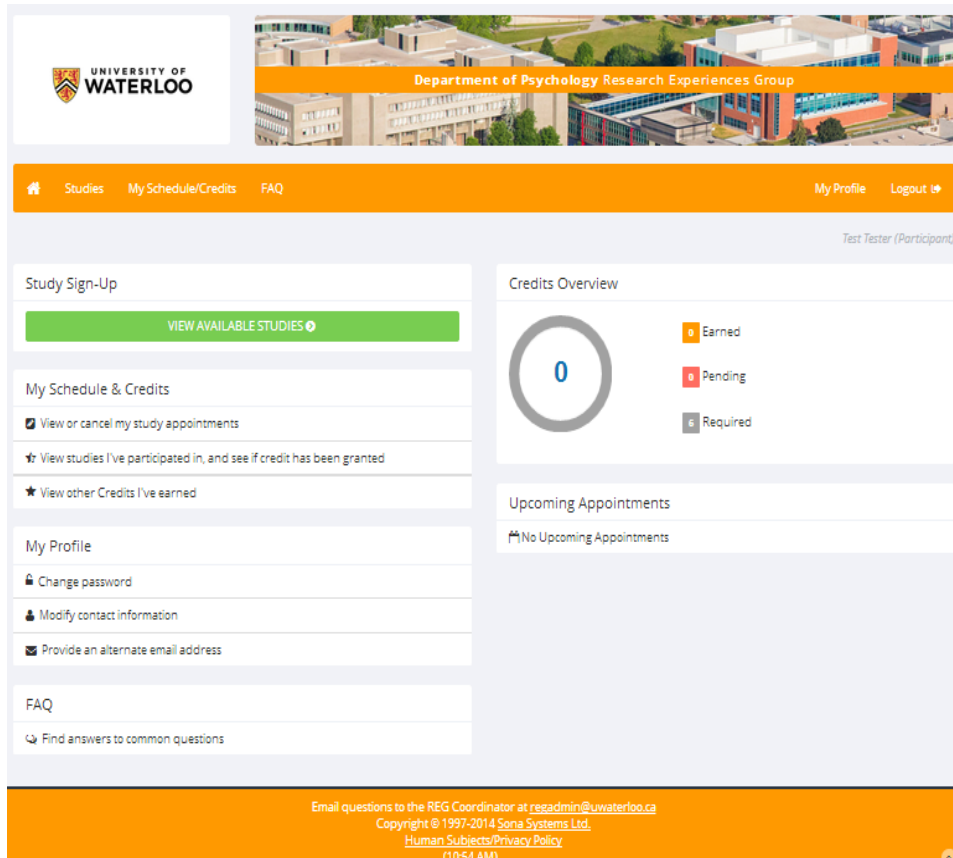 UNIVERSITY OF
WATERLOO
Department of Psychology Research Experiences Group
Studies My Schedule/Credits FAQ My Profile Logout
Test Tester (Participant)
Study Sign-Up
VIEW AVAILABLE STUDIES
My Schedule & Credits
View or cancel my study appointments
View studies I've participated in, and see if credit has been granted
View other Credits I've earned
My Profile
Change password
Modify contact information
Provide an alternate email address
FAQ
Find answers to common questions
Credits Overview
0
0 Earned
0 Pending
6 Required
Upcoming Appointments
No Upcoming Appointments
Email questions to the REG Coordinator at regadmin@uwaterloo.ca
Copyright © 1997-2014 Sona Systems Ltd.
Human Subjects/Privacy Policy
(10:54 AM)